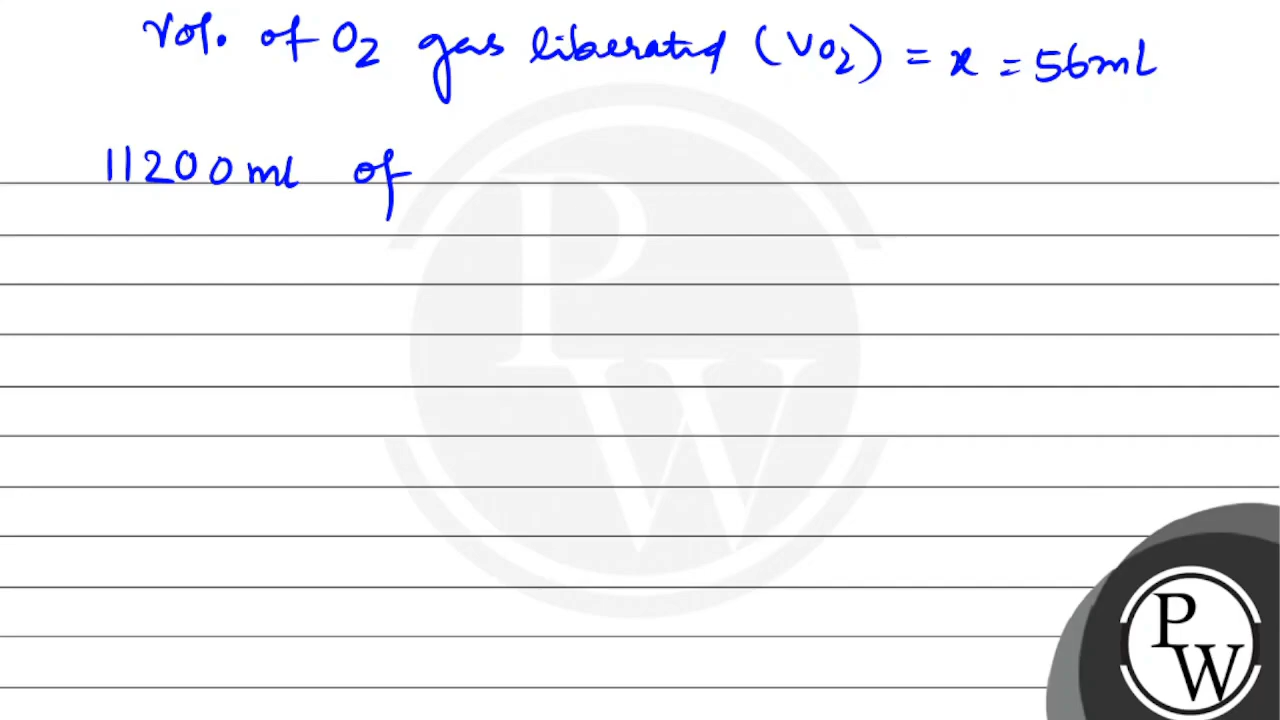 Vol. of O2 gas liberated (VO2) = x = 56ml
11200 ml of
P
W
P
W